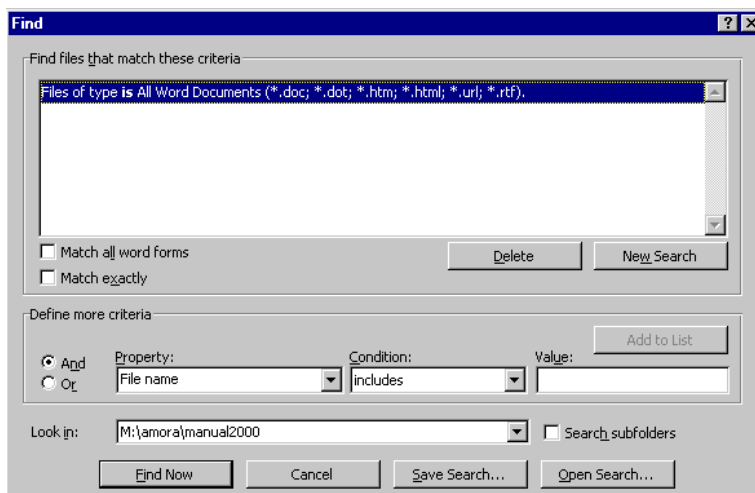 Find
Find files that match these criteria
Files of type is All Word Documents (*.doc; *.dot; *.htm; *.html; *.url; *.rtf).
Match all word forms
Delete
New Search
Match exactly
Define more criteria
Add to List
And
Property:
Condition:
Value:
Or
File name
includes
Look in:
M:\amora\manual2000
Search subfolders
Find Now
Cancel
Save Search...
Open Search...